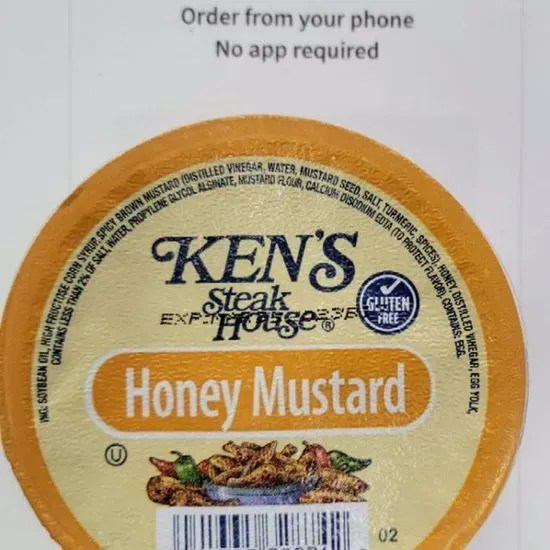 Order from your phone
No app required
ING: SOYBEAN OIL, HIGH FRUCTOSE CORN SYRUP, SPICY BROWN MUSTARD (DISTILLED VINEGAR, WATER, MUSTARD SEED, SALT, TURMERIC, SPICES), HONEY, DISTILLED VINEGAR, EGG YOLK,
CONTAINS LESS THAN 2% OF SALT, WATER, PROPYLENE GLYCOL ALGINATE, MUSTARD FLOUR, CALCIUM DISODIUM EDTA (TO PROTECT FLAVOR). CONTAINS: EGG.
KEN'S
Steak
House®
EXP
GLUTEN
FREE
Honey Mustard
U
02